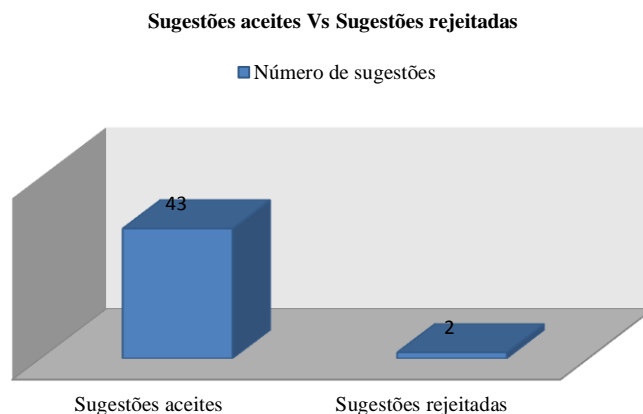 Sugestões aceites Vs Sugestões rejeitadas
Número de sugestões
43
2
Sugestões aceites
Sugestões rejeitadas